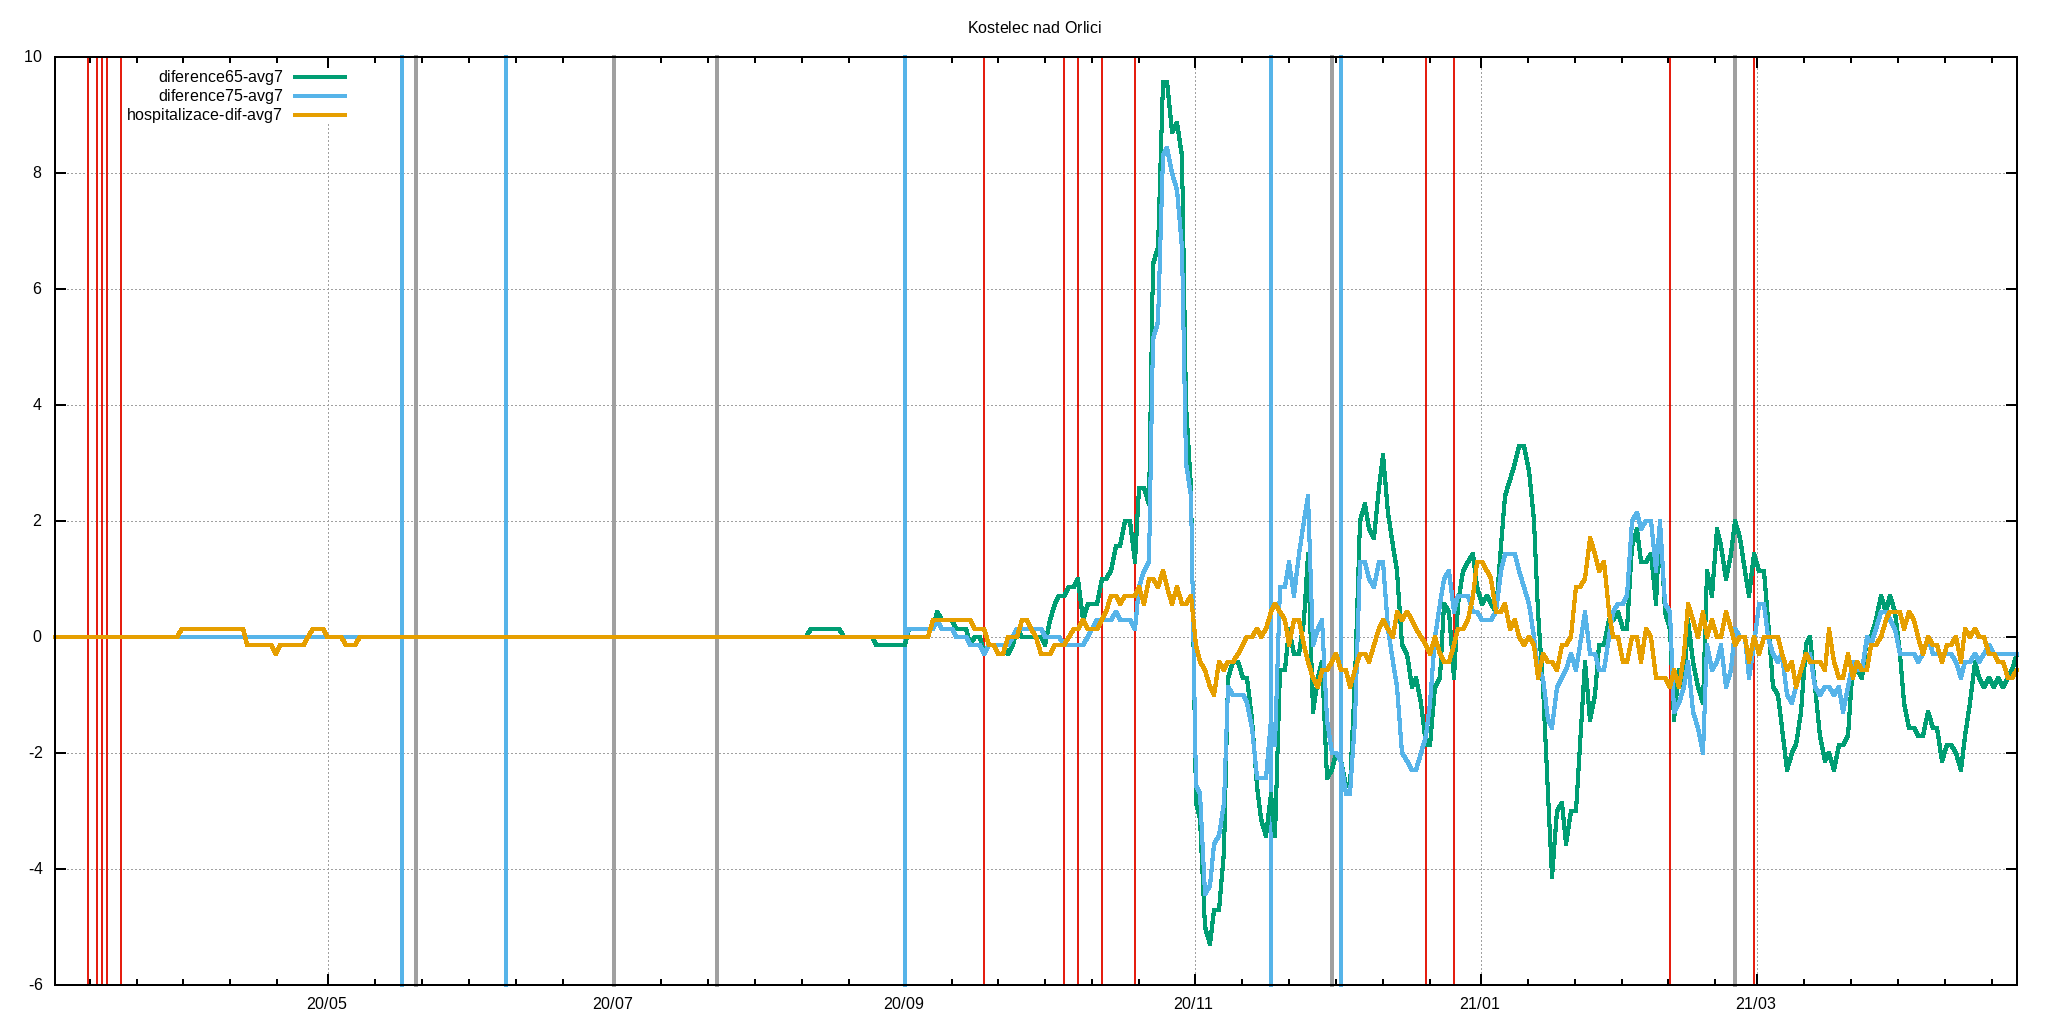 Kostelec nad Orlici
diference65-avg7
diference75-avg7
hospitalizace-dif-avg7
10
8
6
4
2
0
-2
-4
-6
20/05 20/07 20/09 20/11 21/01 21/03